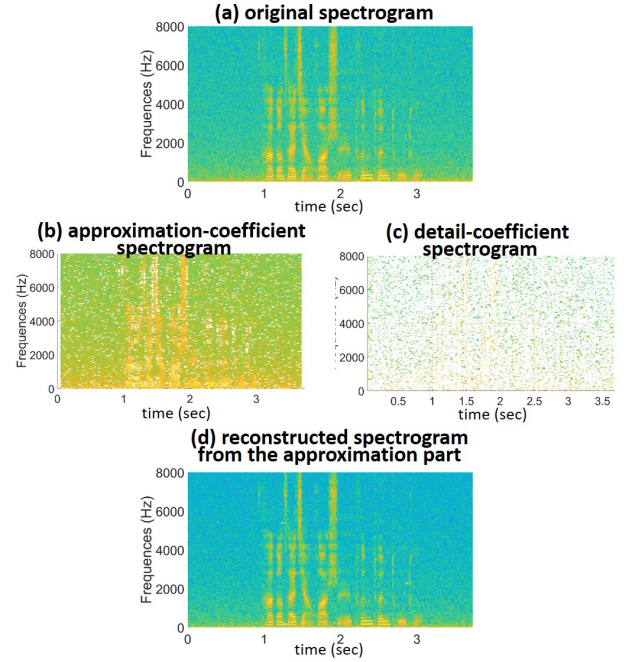 (a) original spectrogram
8000
6000
4000
2000
0
Frequences (Hz)
0 1 2 3
time (sec)
(b) approximation-coefficient
spectrogram
8000
6000
4000
2000
0
Frequences (Hz)
0 1 2 3
time (sec)
(c) detail-coefficient
spectrogram
8000
6000
4000
2000
0
0.5 1 1.5 2 2.5 3 3.5
time (sec)
(d) reconstructed spectrogram
from the approximation part
8000
6000
4000
2000
0
Frequences (Hz)
0 1 2 3
time (sec)